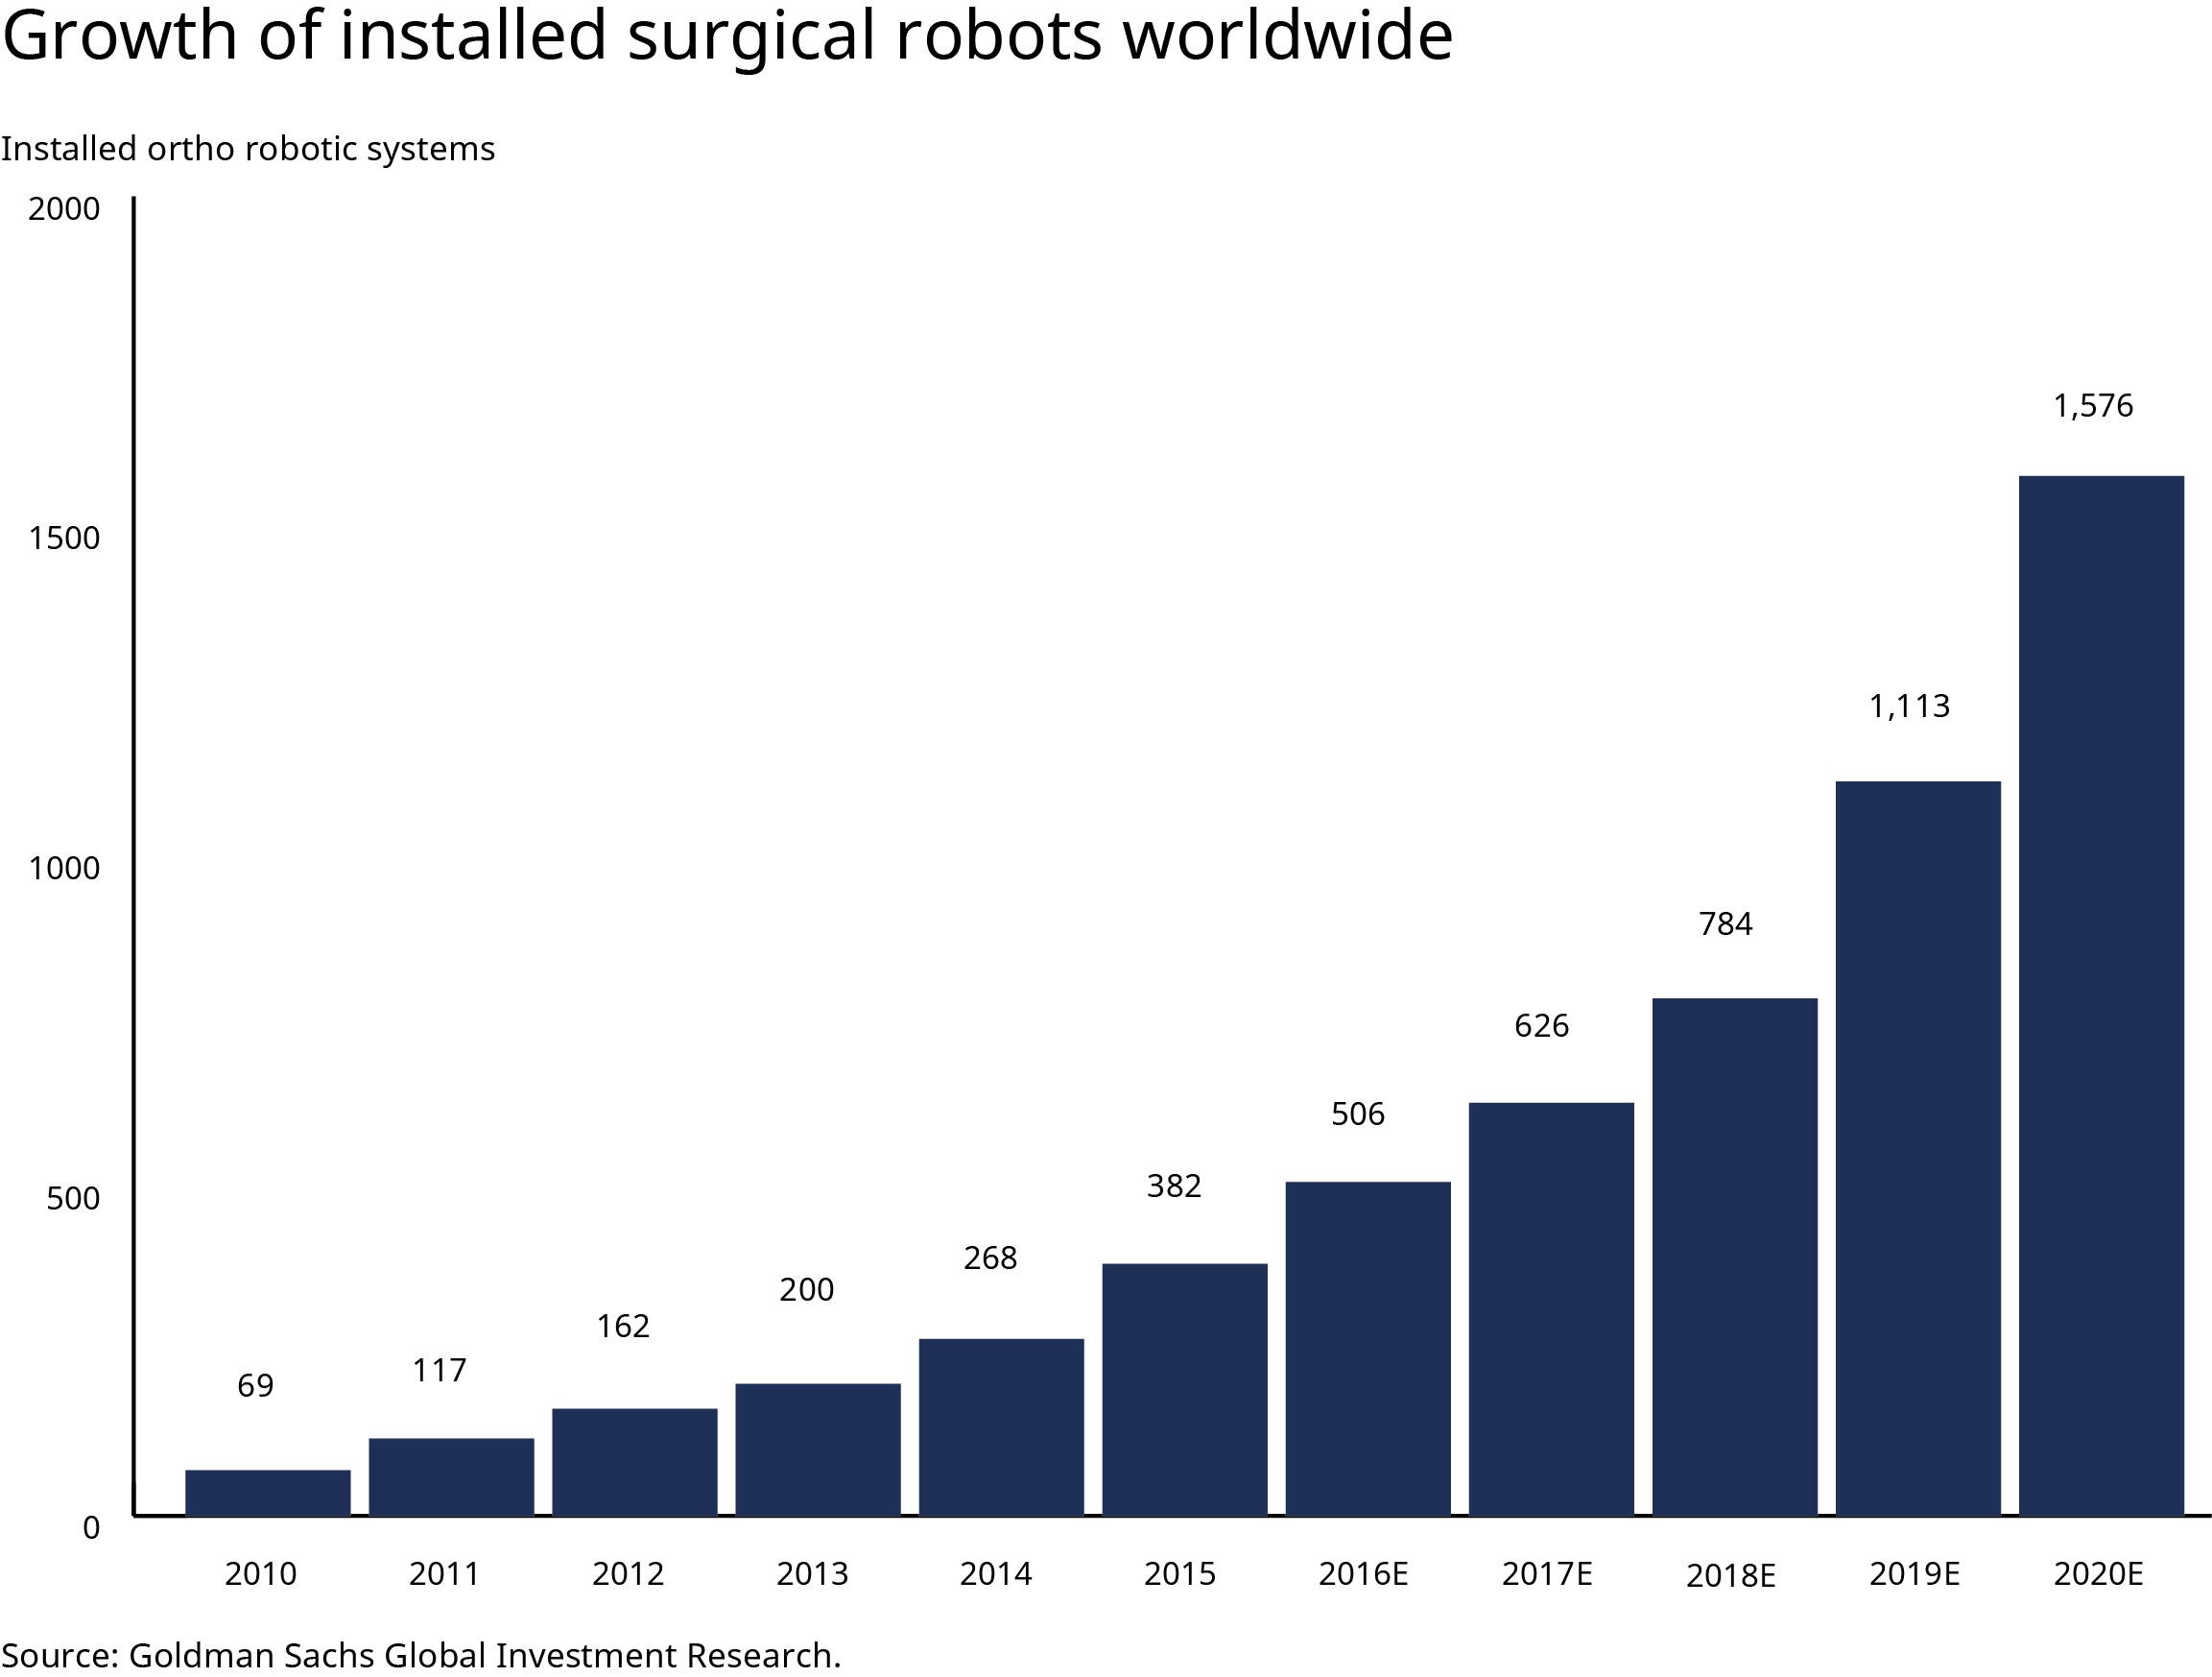 Growth of installed surgical robots worldwide
Installed ortho robotic systems
2000
1500
1000
500
0
69
117
162
200
268
382
506
626
784
1,113
1,576
2010
2011
2012
2013
2014
2015
2016E
2017E
2018E
2019E
2020E
Source: Goldman Sachs Global Investment Research.